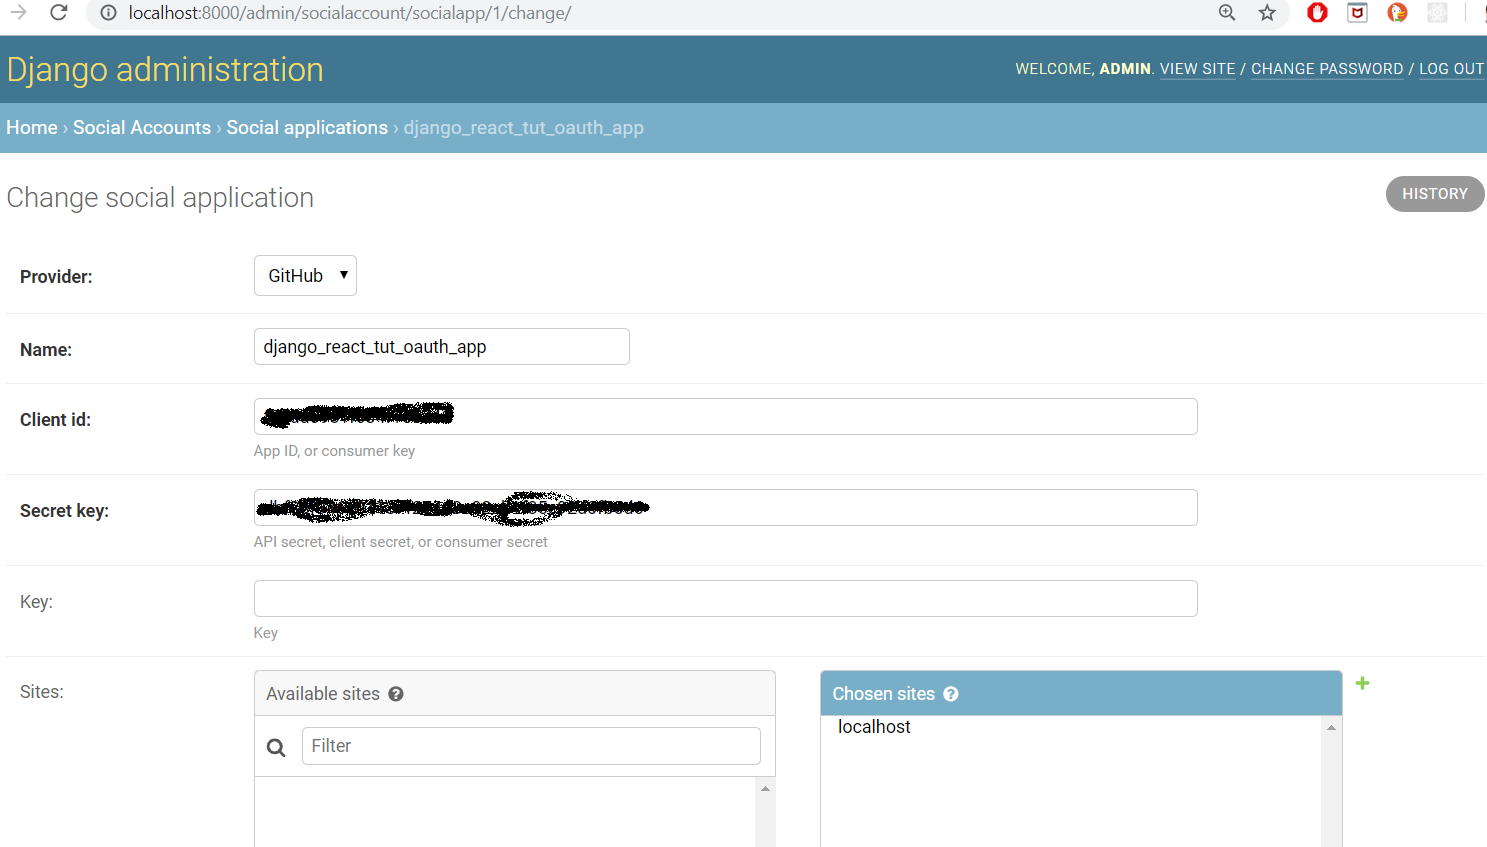 localhost:8000/admin/socialaccount/socialapp/1/change/
Django administration
WELCOME, ADMIN. VIEW SITE / CHANGE PASSWORD / LOG OUT
Home › Social Accounts › Social applications › django_react_tut_oauth_app
Change social application
HISTORY
Provider:
GitHub
Name:
django_react_tut_oauth_app
Client id:
App ID, or consumer key
Secret key:
API secret, client secret, or consumer secret
Key:
Key
Sites:
Available sites
Chosen sites
localhost
Filter